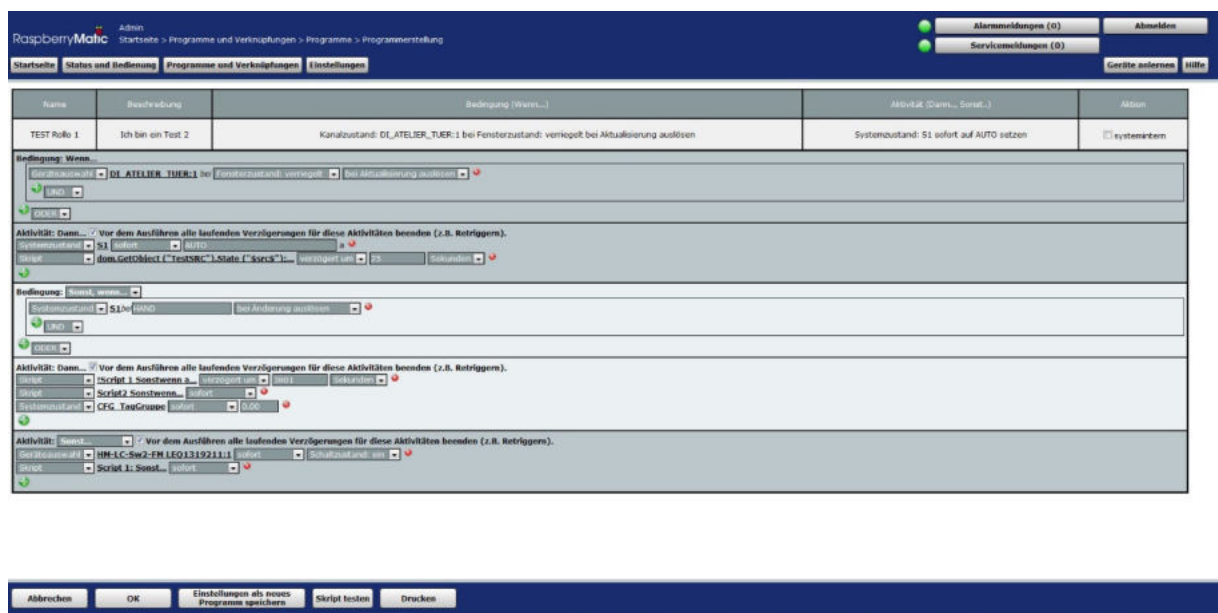 Admin
Alarmmeldungen (0) Abmelden
RaspberryMatic Startseite > Programme und Verknüpfungen > Programme > Programmerstellung
Servicemeldungen (0)
Startseite Status und Bedienung Programme und Verknüpfungen Einstellungen Geräte anlernen Hilfe
Name Beschreibung Bedingung (Wenn...) Aktivität (Dann..., Sonst...) Aktion
TEST Rollo 1 Ich bin ein Test 2 Kanalzustand: DI_ATELIER_TUER:1 bei Fensterzustand: verriegelt bei Aktualisierung auslösen Systemzustand: S1 sofort auf AUTO setzen systemintern
Bedingung: Wenn...
Geräteauswahl DI_ATELIER_TUER:1 bei Fensterzustand: verriegelt bei Aktualisierung auslösen
UND
ODER
Aktivität: Dann... Vor dem Ausführen alle laufenden Verzögerungen für diese Aktivitäten beenden (z.B. Retriggern).
Systemzustand S1 sofort AUTO a
Skript dom.GetObject ("TestSRC").State ("$src$");... verzögert um 25 Sekunden
Bedingung: Sonst, wenn...
Systemzustand S1 bei HAND bei Änderung auslösen
UND
ODER
Aktivität: Dann... Vor dem Ausführen alle laufenden Verzögerungen für diese Aktivitäten beenden (z.B. Retriggern).
Skript !Script 1 Sonstwenn a... verzögert um Sekunden
Skript Script2 Sonstwenn... sofort
Systemzustand CFG_TagGruppe sofort 0.00
Aktivität: Sonst... Vor dem Ausführen alle laufenden Verzögerungen für diese Aktivitäten beenden (z.B. Retriggern).
Geräteauswahl HM-LC-Sw2-FM LEQ1319211:1 sofort Schaltzustand: ein
Skript Script 1: Sonst... sofort
Abbrechen OK Einstellungen als neues Skript testen Drucken
Programm speichern